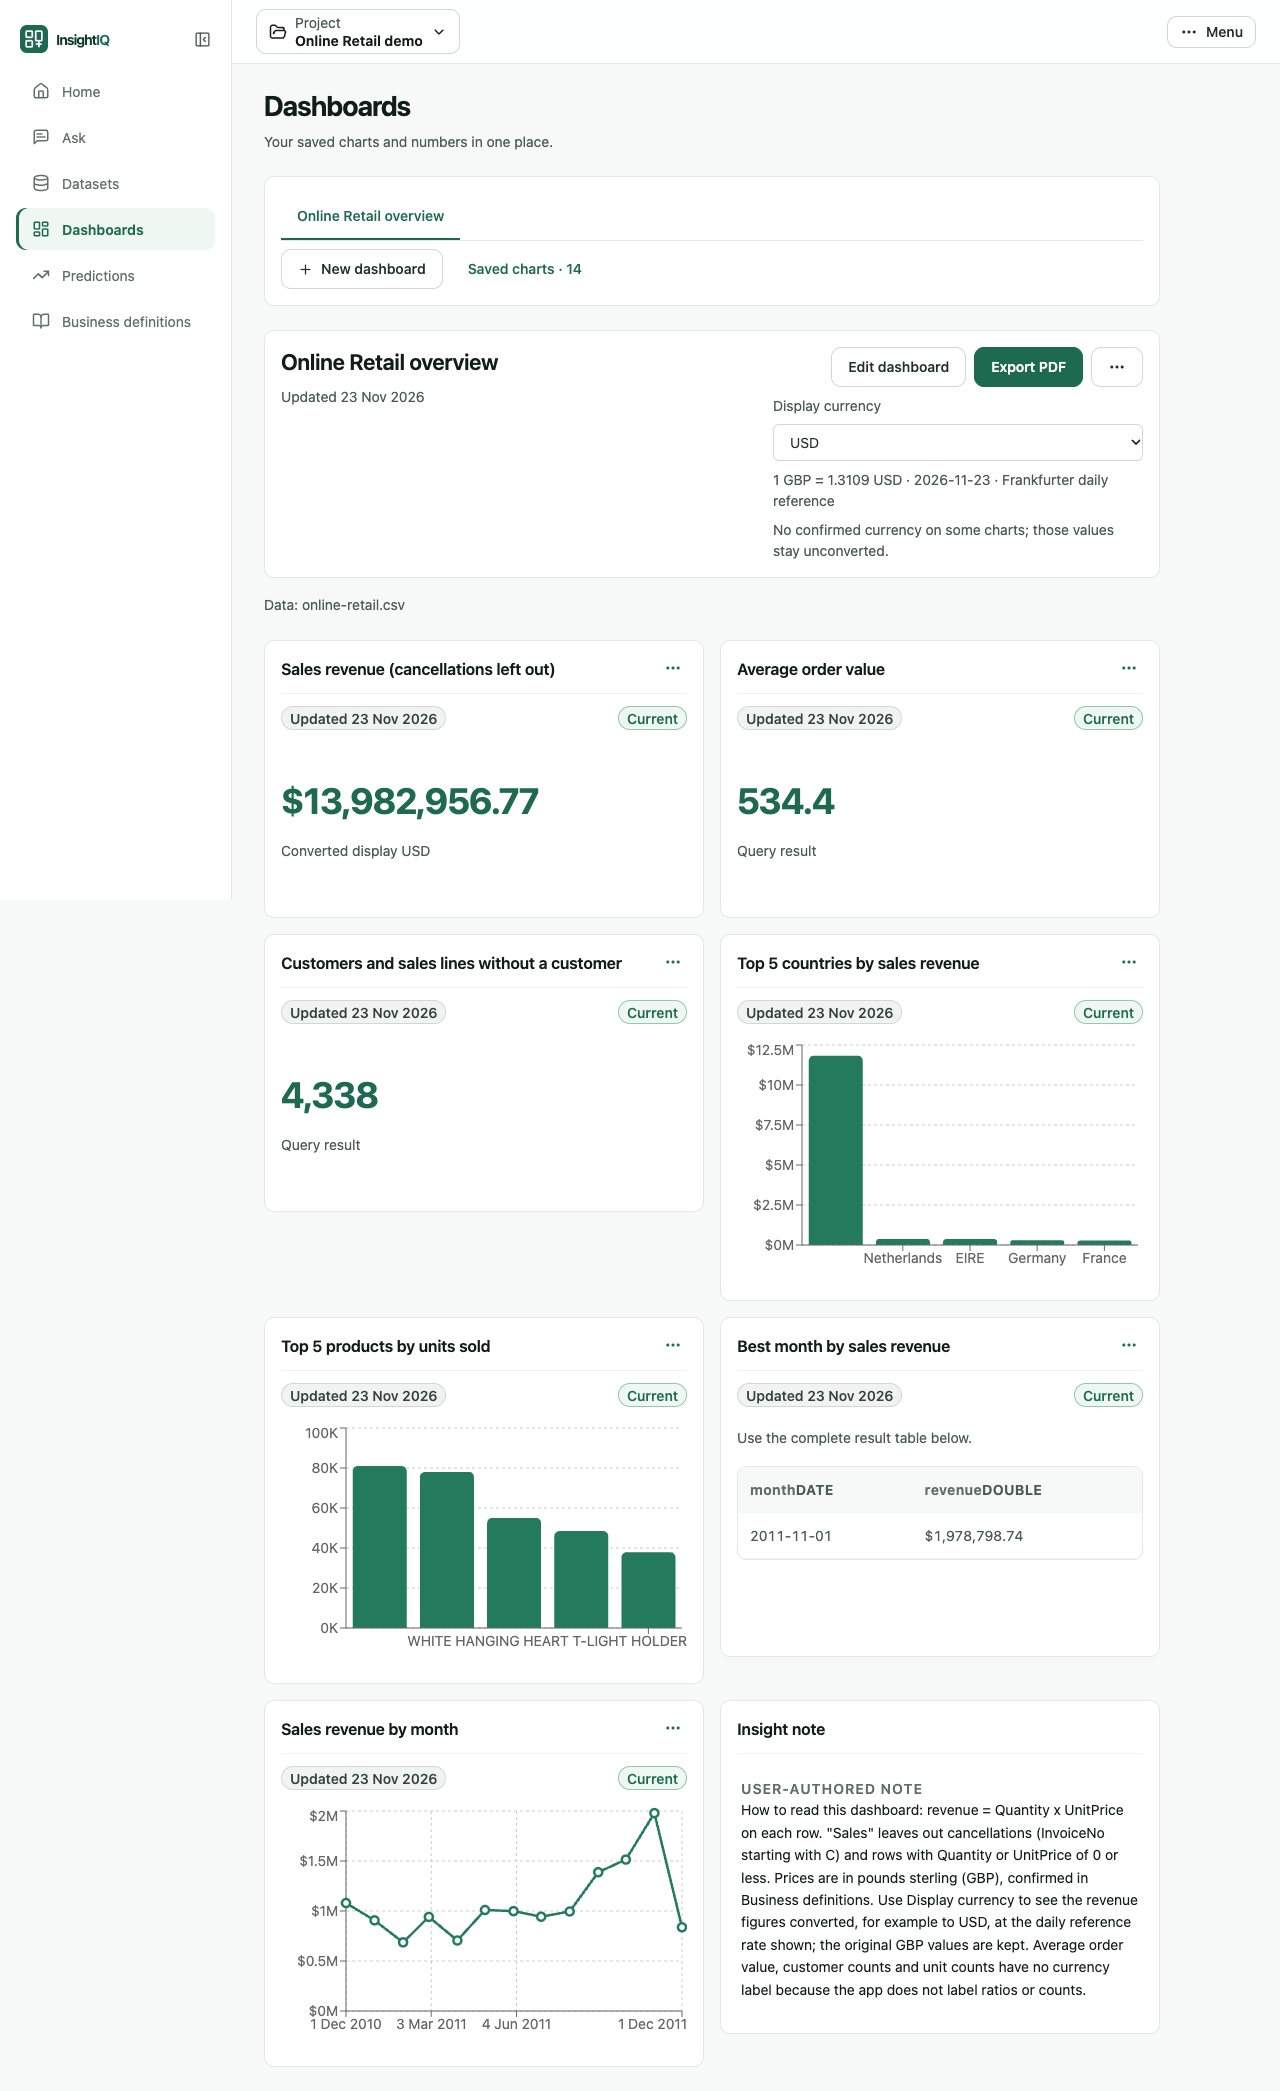 InsightIQ
Home
Ask
Datasets
Dashboards
Predictions
Business definitions
Project
Online Retail demo
Menu
Dashboards
Your saved charts and numbers in one place.
Online Retail overview
New dashboard
Saved charts · 14
Online Retail overview
Updated 23 Nov 2026
Edit dashboard
Export PDF
Display currency
USD
1 GBP = 1.3109 USD · 2026-11-23 · Frankfurter daily
reference
No confirmed currency on some charts; those values
stay unconverted.
Data: online-retail.csv
Sales revenue (cancellations left out)
Updated 23 Nov 2026
Current
$13,982,956.77
Converted display USD
Average order value
Updated 23 Nov 2026
Current
534.4
Query result
Customers and sales lines without a customer
Updated 23 Nov 2026
Current
4,338
Query result
Top 5 countries by sales revenue
Updated 23 Nov 2026
Current
$12.5M
$10M
$7.5M
$5M
$2.5M
$0M
Netherlands EIRE Germany France
Top 5 products by units sold
Updated 23 Nov 2026
Current
100K
80K
60K
40K
20K
0K
WHITE HANGING HEART T-LIGHT HOLDER
Best month by sales revenue
Updated 23 Nov 2026
Current
Use the complete result table below.
monthDATE revenueDOUBLE
2011-11-01 $1,978,798.74
Sales revenue by month
Updated 23 Nov 2026
Current
$2M
$1.5M
$1M
$0.5M
$0M
1 Dec 2010 3 Mar 2011 4 Jun 2011 1 Dec 2011
Insight note
USER-AUTHORED NOTE
How to read this dashboard: revenue = Quantity x UnitPrice
on each row. "Sales" leaves out cancellations (InvoiceNo
starting with C) and rows with Quantity or UnitPrice of 0 or
less. Prices are in pounds sterling (GBP), confirmed in
Business definitions. Use Display currency to see the revenue
figures converted, for example to USD, at the daily reference
rate shown; the original GBP values are kept. Average order
value, customer counts and unit counts have no currency
label because the app does not label ratios or counts.